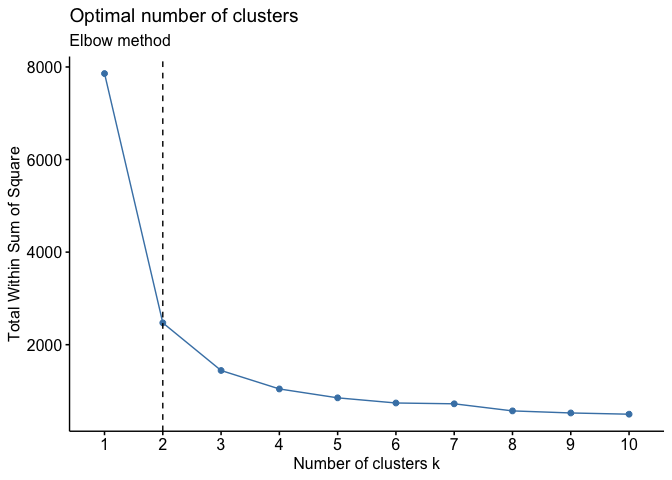 Optimal number of clusters
Elbow method
Total Within Sum of Square
8000
6000
4000
2000
1 2 3 4 5 6 7 8 9 10
Number of clusters k